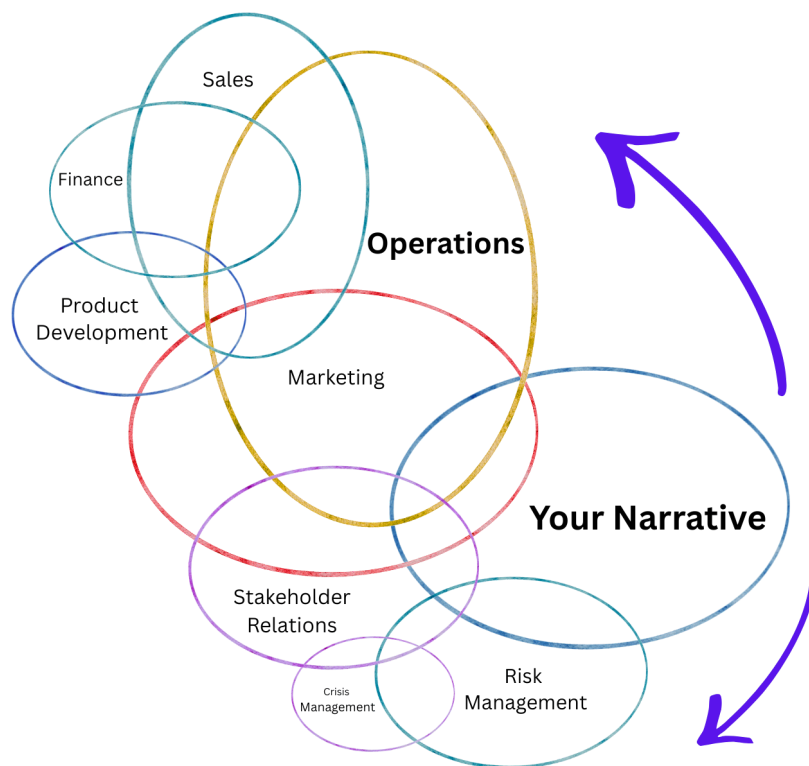 Sales
Finance
Operations
Product
Development
Marketing
Your Narrative
Stakeholder
Relations
Risk
Management
Crisis
Management